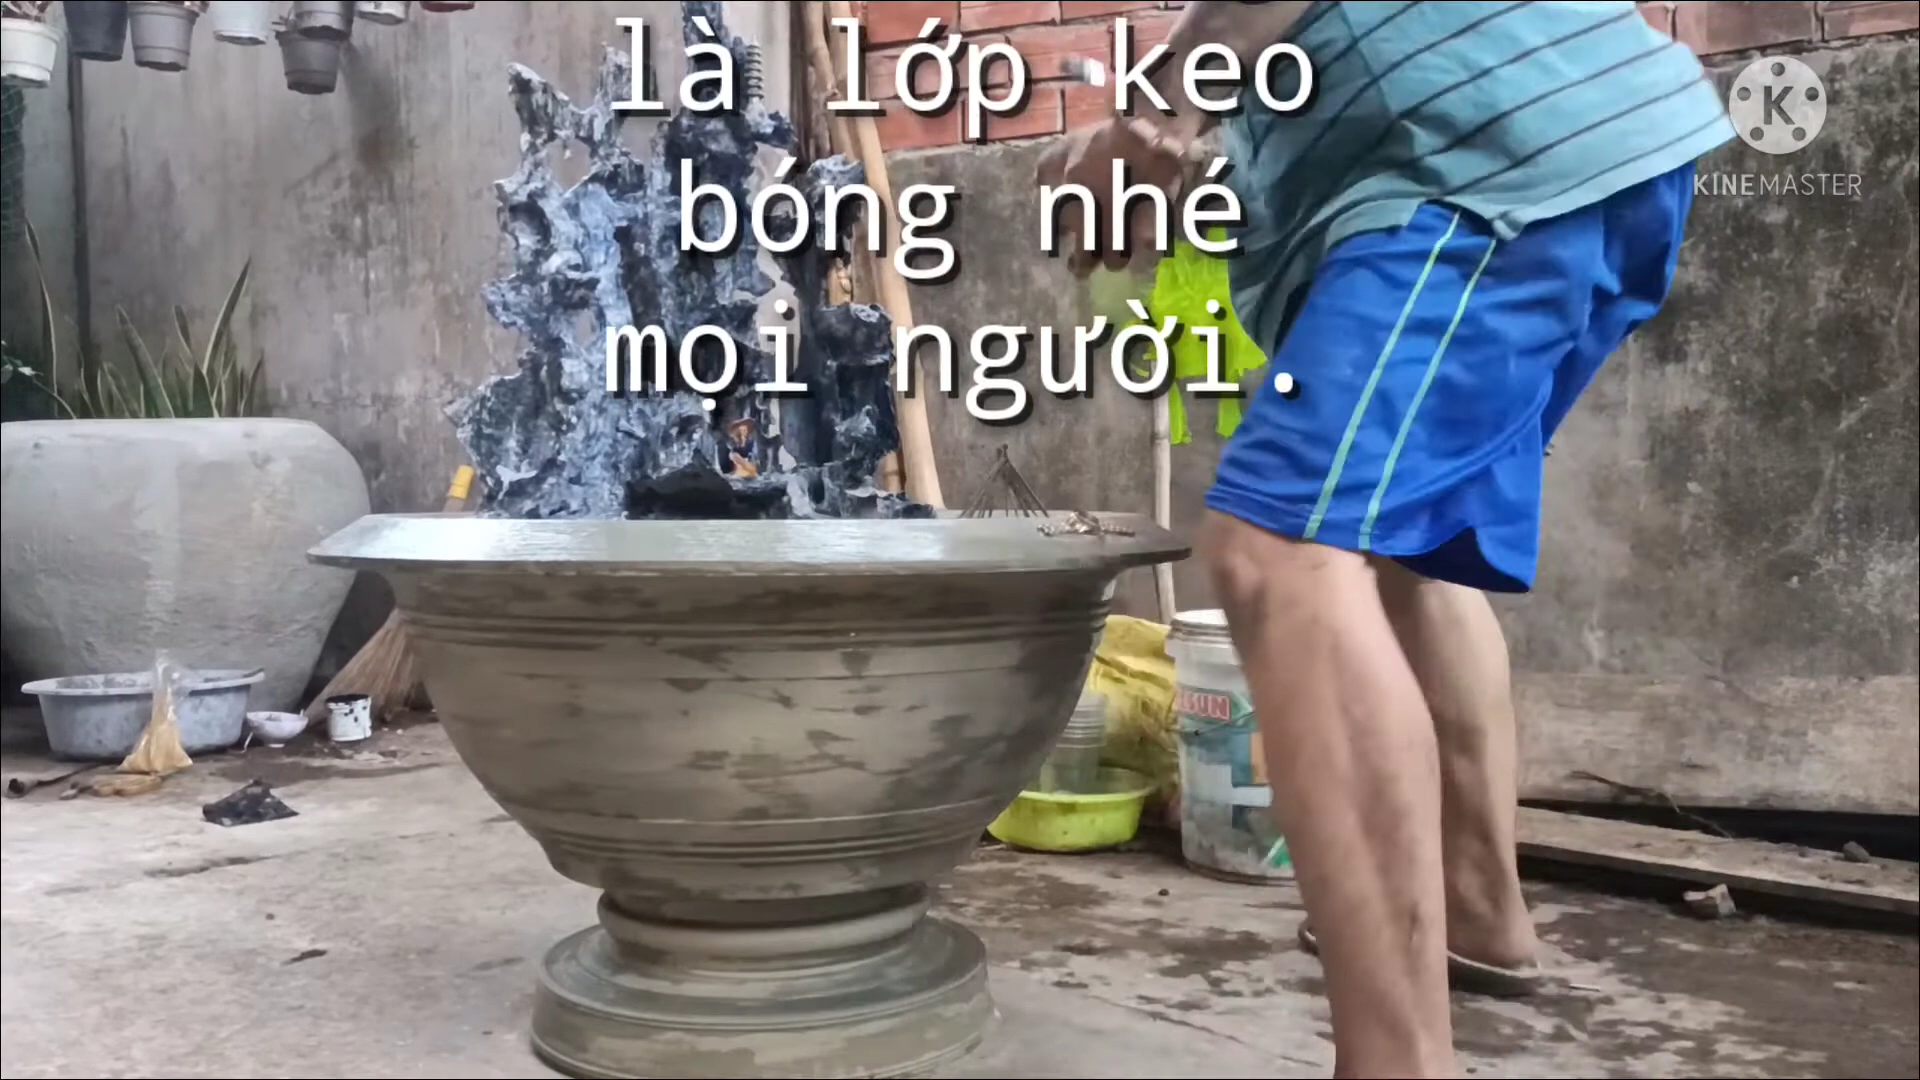 là lớp keo
bóng nhé
mọi người.
K
KINEMASTER